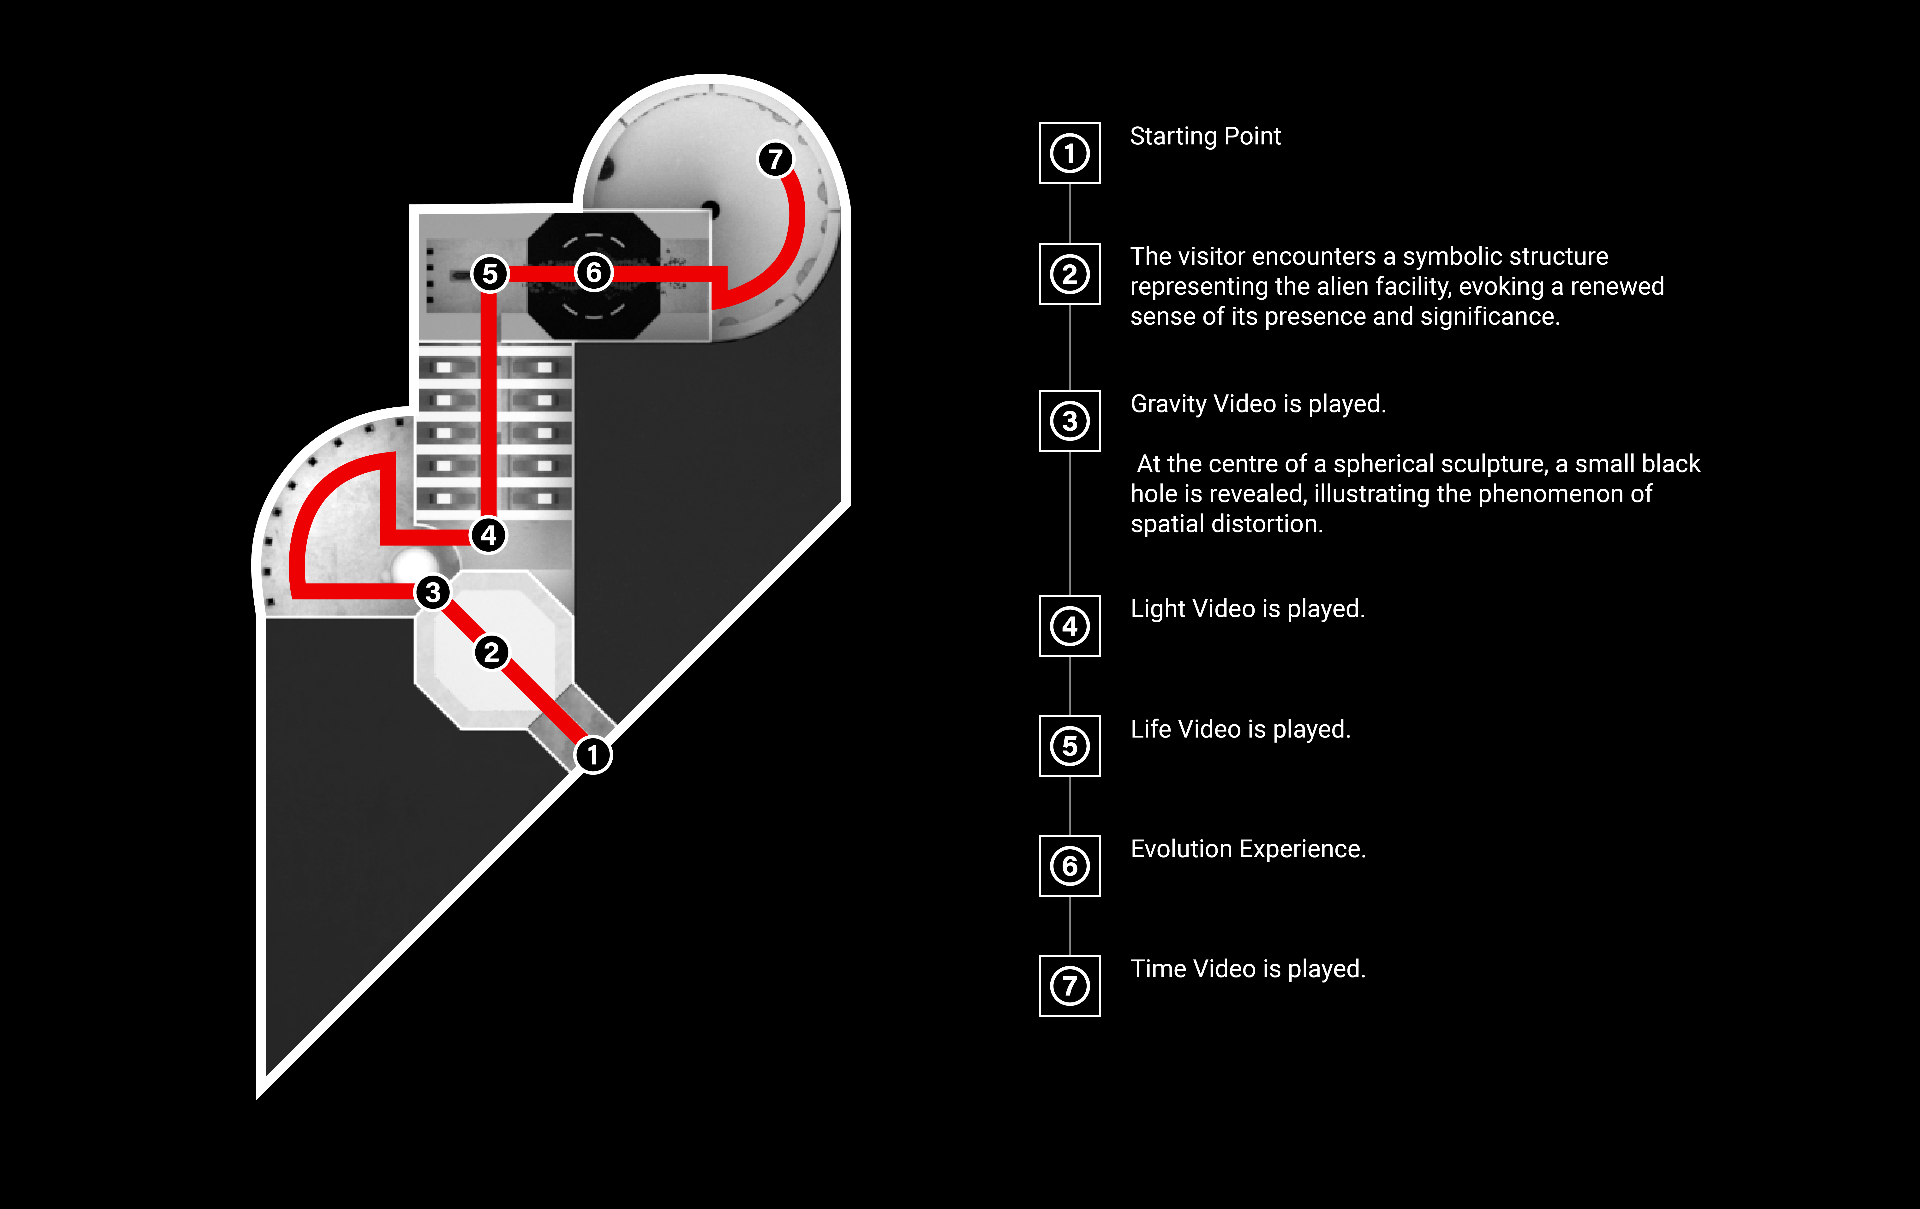 7
5
6
4
3
2
1
1
Starting Point
2
The visitor encounters a symbolic structure
representing the alien facility, evoking a renewed
sense of its presence and significance.
3
Gravity Video is played.
At the centre of a spherical sculpture, a small black
hole is revealed, illustrating the phenomenon of
spatial distortion.
4
Light Video is played.
5
Life Video is played.
6
Evolution Experience.
7
Time Video is played.